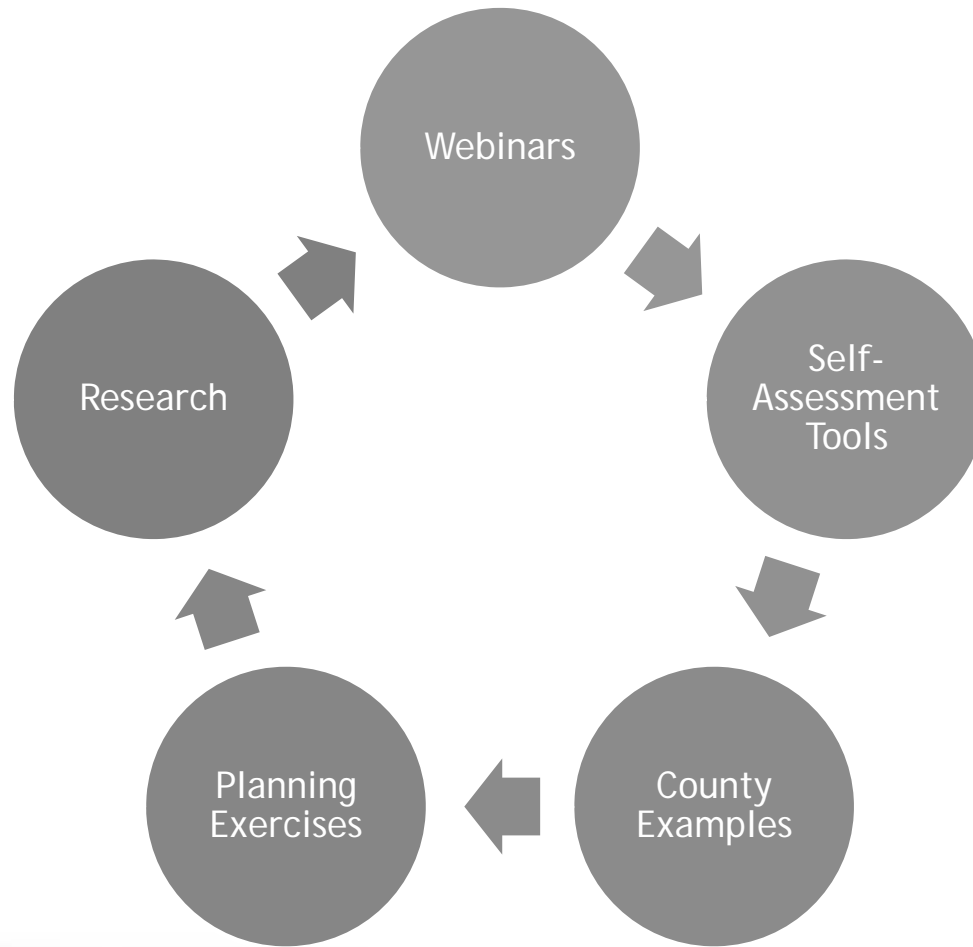 Webinars
Self-
Assessment
Tools
County
Examples
Planning
Exercises
Research